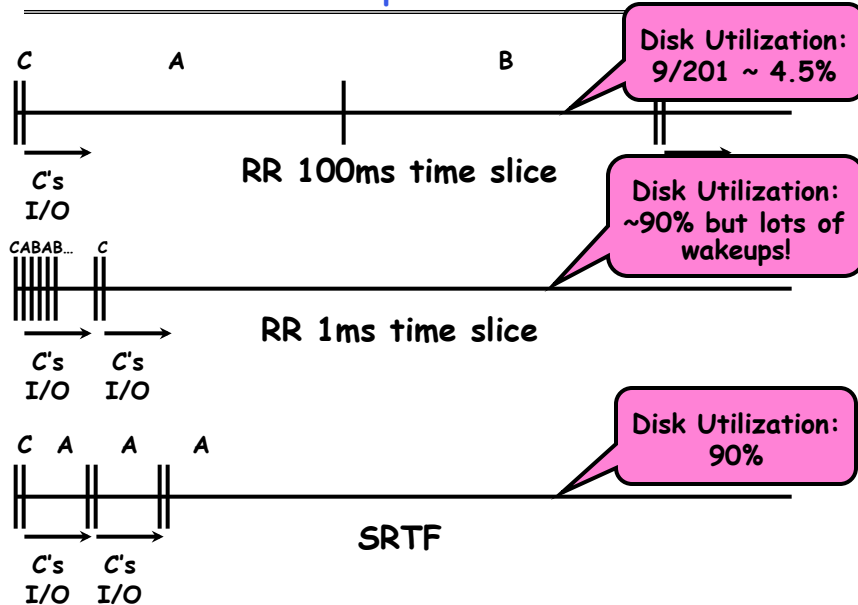 Disk Utilization:
9/201 ~ 4.5%
C A B
C's
I/O
RR 100ms time slice
Disk Utilization:
~90% but lots of
wakeups!
CABAB... C
C's
I/O
C's
I/O
RR 1ms time slice
Disk Utilization:
90%
C A A A
C's
I/O
C's
I/O
SRTF